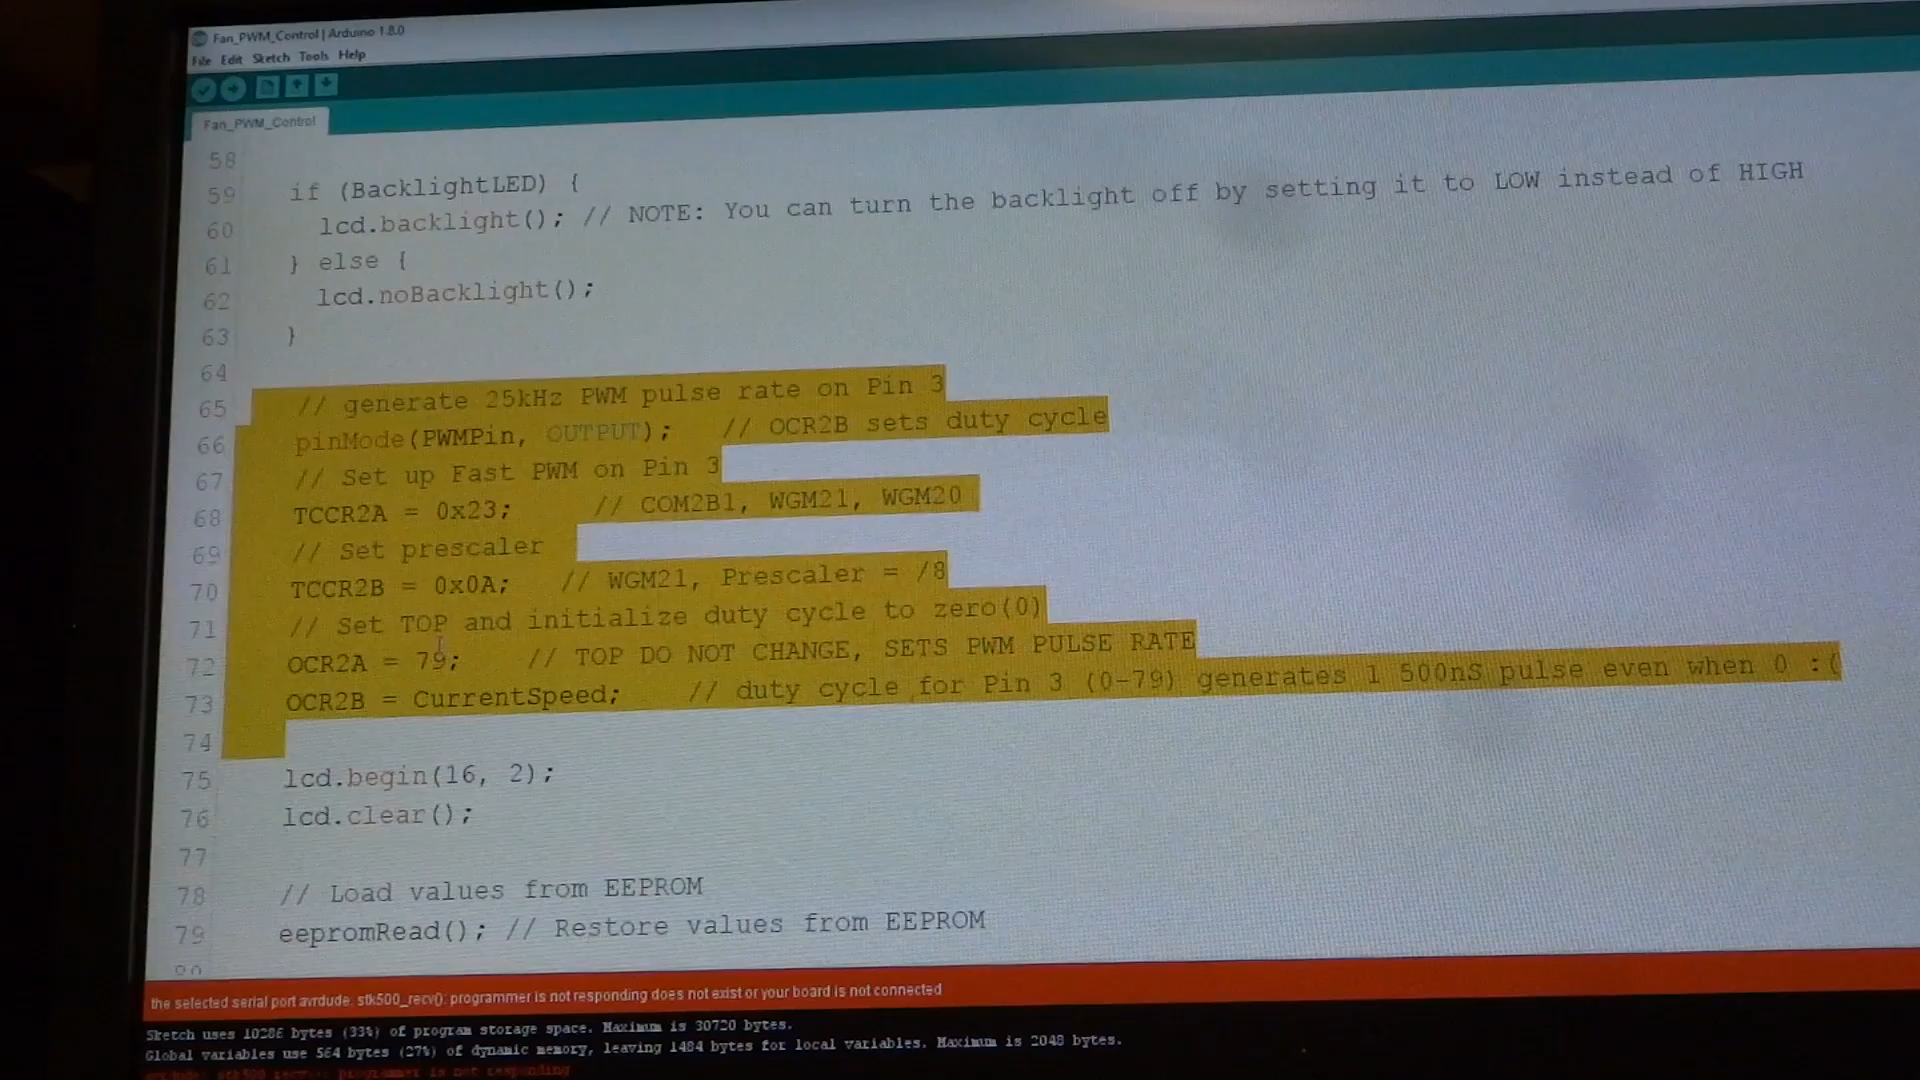 Fan_PWM_Control | Arduino 1.8.0
File Edit Sketch Tools Help
Fan_PWM_Control
58
59 if (BacklightLED) {
60 lcd.backlight(); // NOTE: You can turn the backlight off by setting it to LOW instead of HIGH
61 } else {
62 lcd.noBacklight();
63 }
64
65 // generate 25kHz PWM pulse rate on Pin 3
66 pinMode(PWMPin, OUTPUT); // OCR2B sets duty cycle
67 // Set up Fast PWM on Pin 3
68 TCCR2A = 0x23; // COM2B1, WGM21, WGM20
69 // Set prescaler
70 TCCR2B = 0x0A; // WGM21, Prescaler = /8
71 // Set TOP and initialize duty cycle to zero(0)
72 OCR2A = 79; // TOP DO NOT CHANGE, SETS PWM PULSE RATE
73 OCR2B = CurrentSpeed; // duty cycle for Pin 3 (0-79) generates 1 500nS pulse even when 0 :(
74
75 lcd.begin(16, 2);
76 lcd.clear();
77
78 // Load values from EEPROM
79 eepromRead(); // Restore values from EEPROM
80
the selected serial port avrdude: stk500_recv(): programmer is not responding does not exist or your board is not connected
Sketch uses 10286 bytes (33%) of program storage space. Maximum is 30720 bytes.
Global variables use 564 bytes (27%) of dynamic memory, leaving 1484 bytes for local variables. Maximum is 2048 bytes.
avrdude: stk500_recv(): programmer is not responding